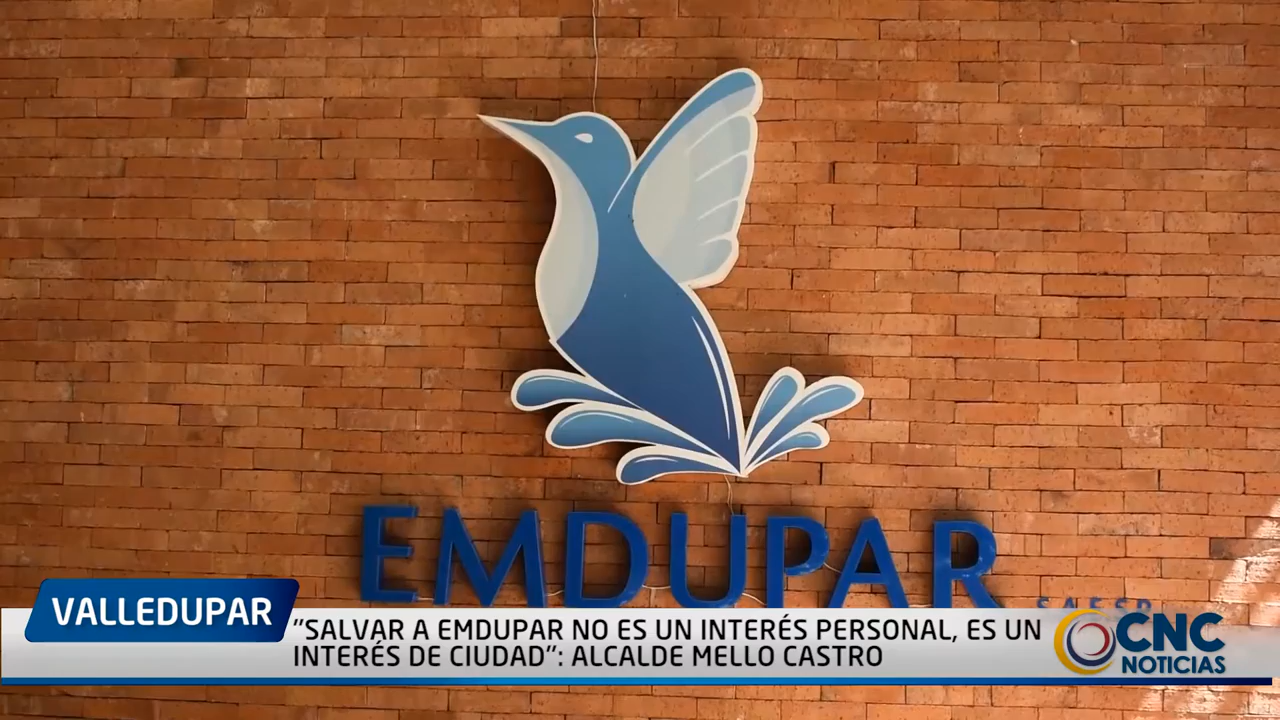 EMDUPAR
S.A E.S.P
VALLEDUPAR
"SALVAR A EMDUPAR NO ES UN INTERÉS PERSONAL, ES UN
INTERÉS DE CIUDAD": ALCALDE MELLO CASTRO
CNC
NOTICIAS